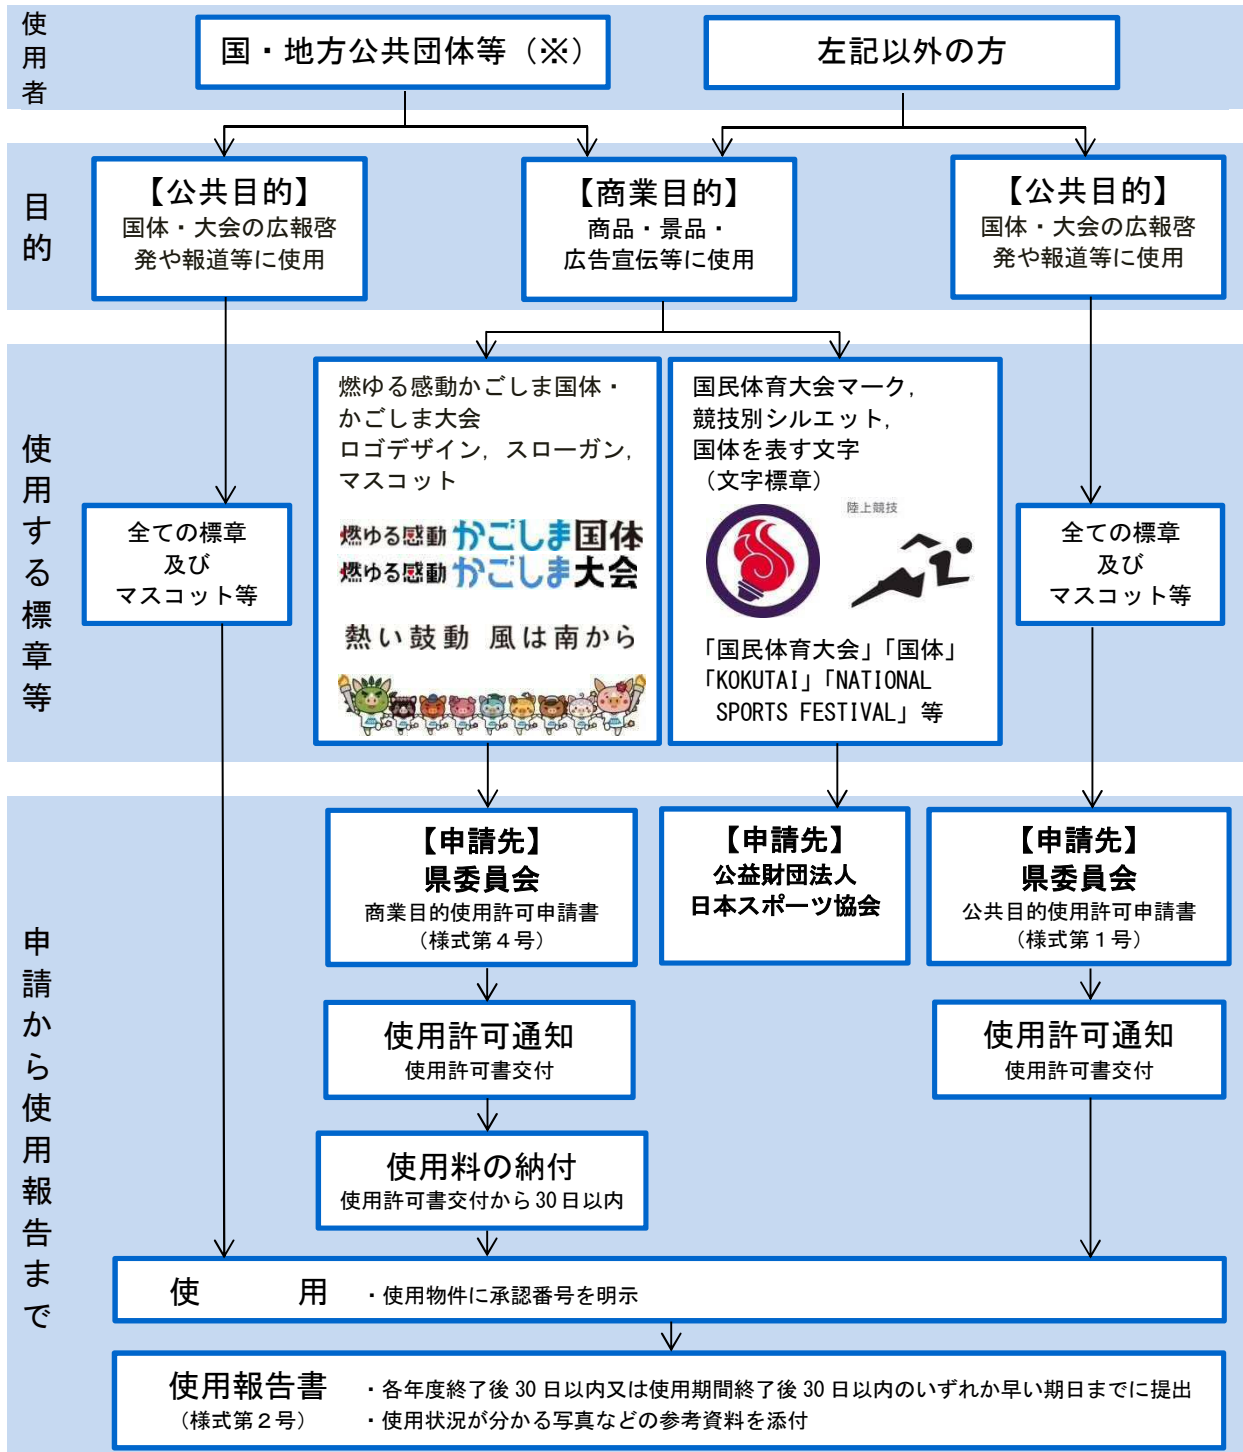 使用者
国・地方公共団体等（※）
左記以外の方
目的
【公共目的】
国体・大会の広報啓
発や報道等に使用
【商業目的】
商品・景品・
広告宣伝等に使用
【公共目的】
国体・大会の広報啓
発や報道等に使用
使用する標章等
全ての標章
及び
マスコット等
燃ゆる感動かごしま国体・
かごしま大会
ロゴデザイン，スローガン，
マスコット
燃ゆる感動かごしま国体
燃ゆる感動かごしま大会
熱い鼓動 風は南から
国民体育大会マーク，
競技別シルエット，
国体を表す文字
（文字標章）
陸上競技
「国民体育大会」「国体」
「KOKUTAI」「NATIONAL
SPORTS FESTIVAL」等
全ての標章
及び
マスコット等
申請から使用報告まで
【申請先】
県委員会
商業目的使用許可申請書
（様式第４号）
【申請先】
公益財団法人
日本スポーツ協会
【申請先】
県委員会
公共目的使用許可申請書
（様式第１号）
使用許可通知
使用許可書交付
使用許可通知
使用許可書交付
使用料の納付
使用許可書交付から30日以内
使　　　用　・使用物件に承認番号を明示
使用報告書　・各年度終了後 30 日以内又は使用期間終了後 30 日以内のいずれか早い期日までに提出
（様式第２号）　・使用状況が分かる写真などの参考資料を添付